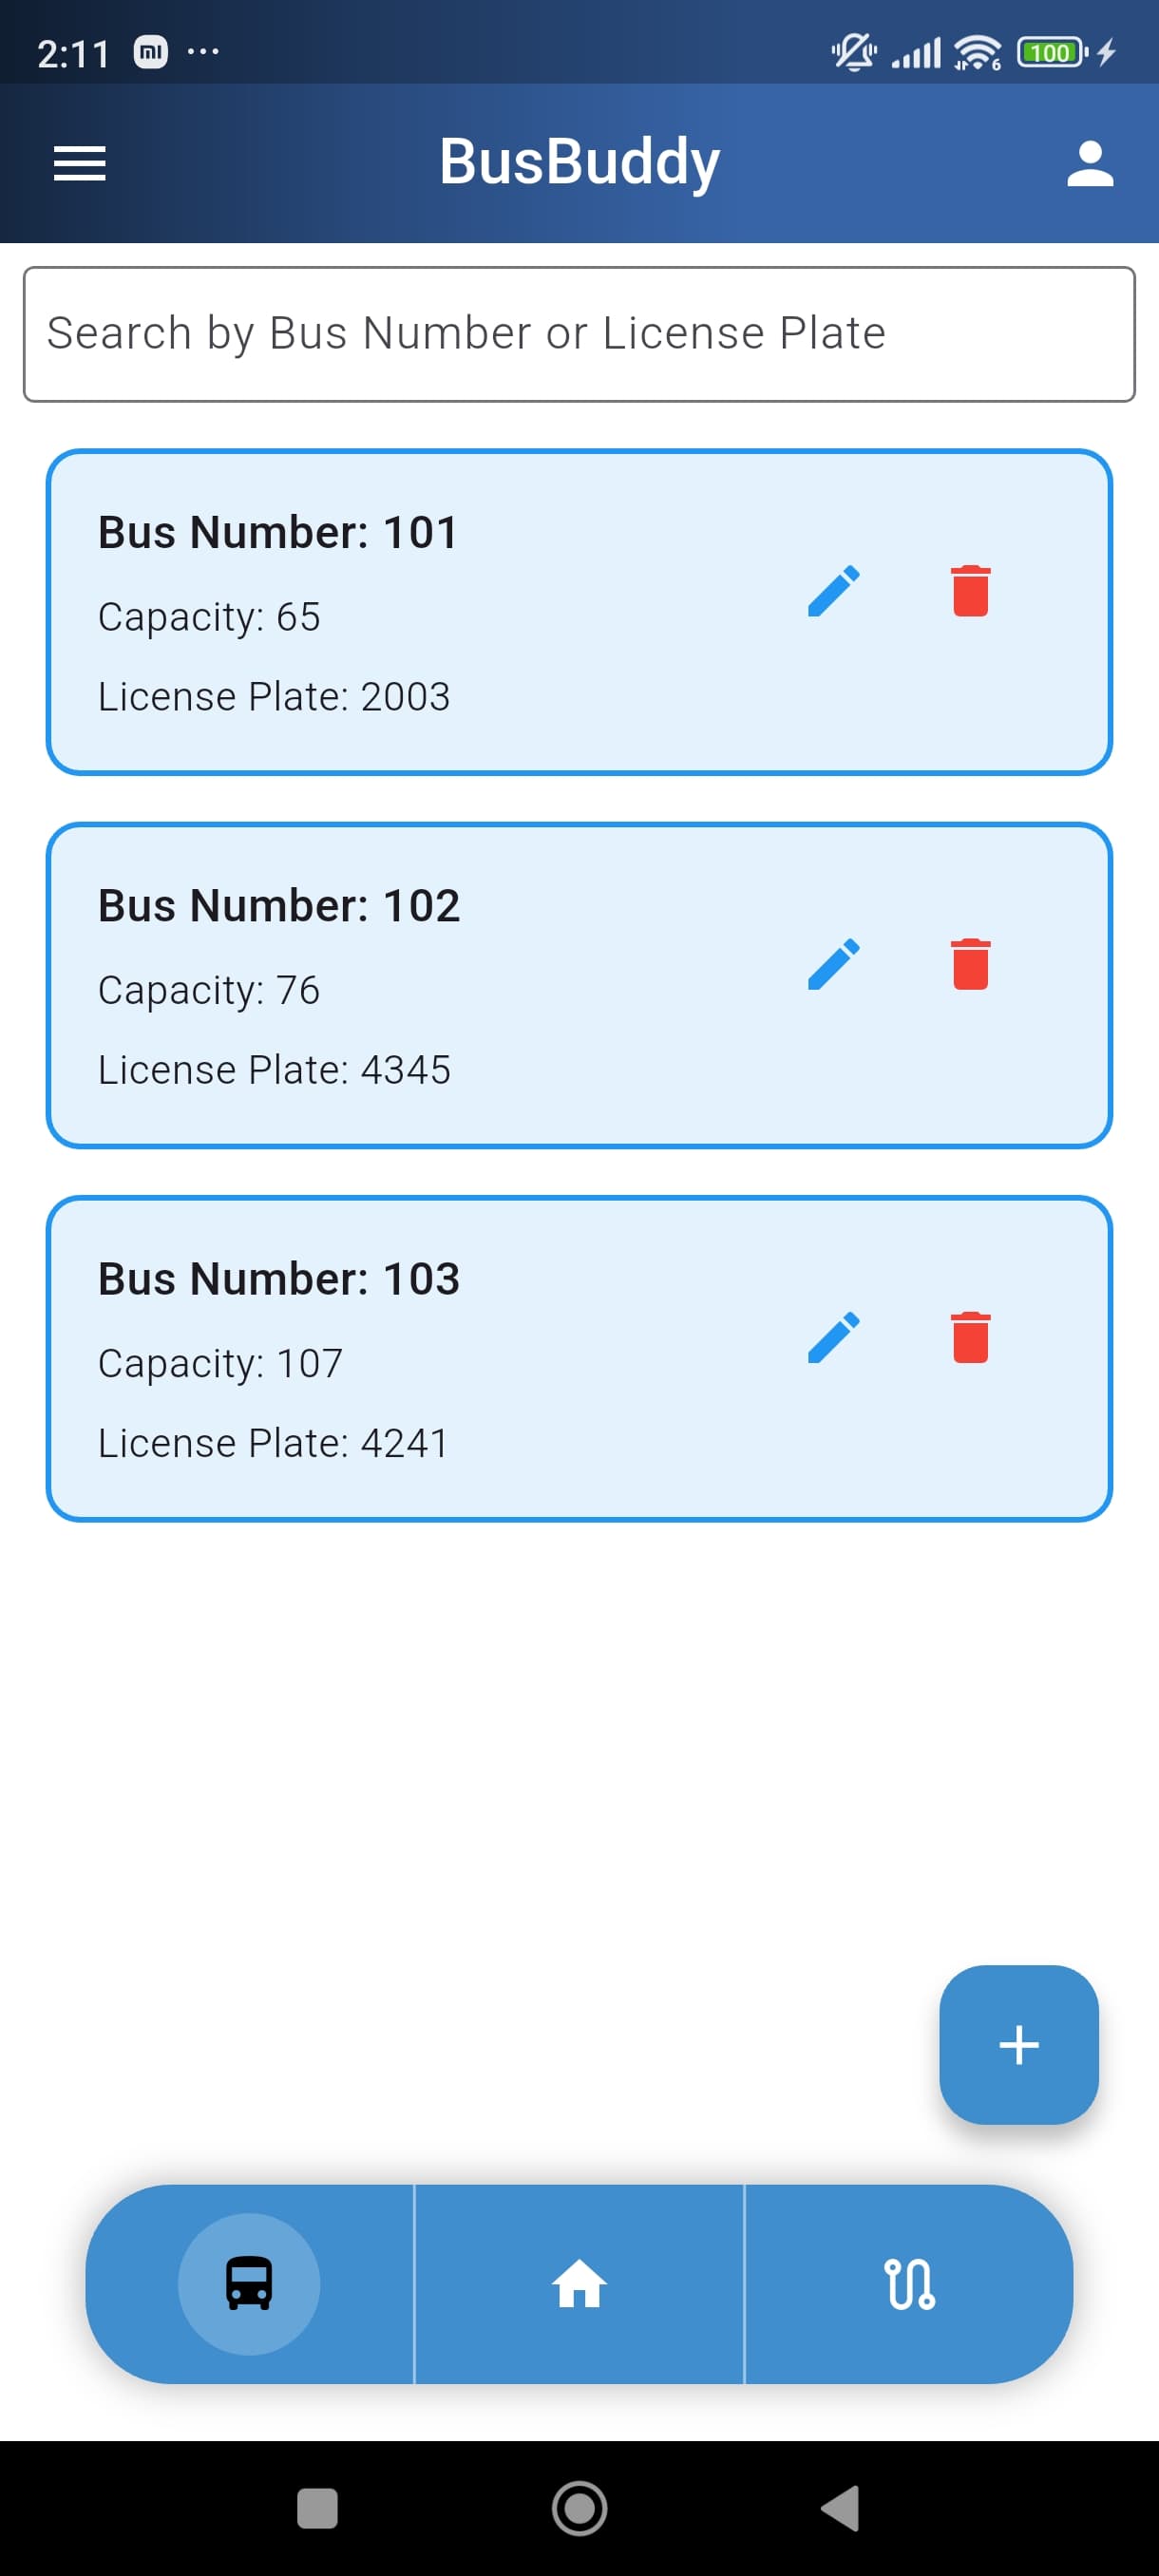 2:11
100
6
BusBuddy
Search by Bus Number or License Plate
Bus Number: 101
Capacity: 65
License Plate: 2003
Bus Number: 102
Capacity: 76
License Plate: 4345
Bus Number: 103
Capacity: 107
License Plate: 4241